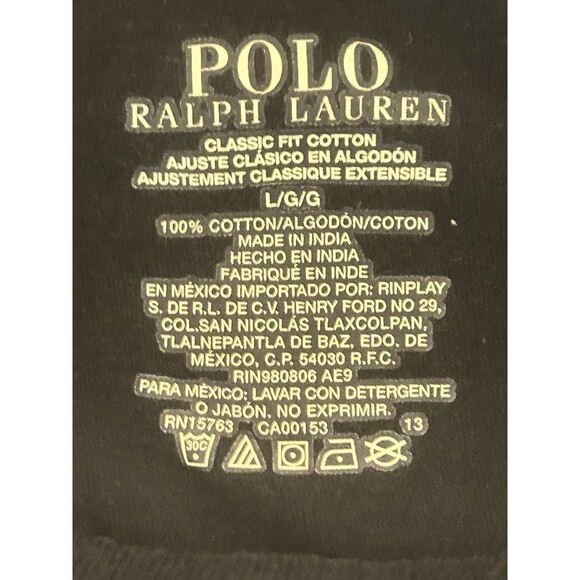 POLO
RALPH LAUREN
CLASSIC FIT COTTON
AJUSTE CLÁSICO EN ALGODÓN
AJUSTEMENT CLASSIQUE EXTENSIBLE
L/G/G
100% COTTON/ALGODÓN/COTON
MADE IN INDIA
HECHO EN INDIA
FABRIQUÉ EN INDE
EN MÉXICO IMPORTADO POR: RINPLAY
S. DE R.L. DE C.V. HENRY FORD NO 29,
COL.SAN NICOLÁS TLAXCOLPAN,
TLALNEPANTLA DE BAZ, EDO. DE
MÉXICO, C.P. 54030 R.F.C.
RIN980806 AE9
PARA MÉXICO: LAVAR CON DETERGENTE
O JABÓN. NO EXPRIMIR.
RN15763 CA00153 13
30C